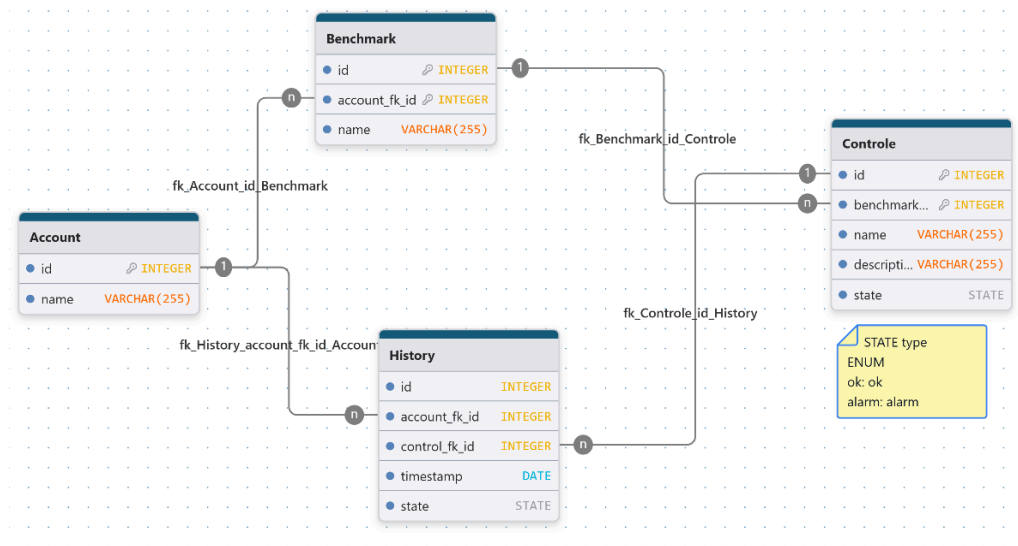 Benchmark
id INTEGER
account_fk_id INTEGER
name VARCHAR(255)
1
n
fk_Benchmark_id_Controle
fk_Account_id_Benchmark
Controle
id INTEGER
benchmark... INTEGER
name VARCHAR(255)
descripti... VARCHAR(255)
state STATE
1
n
Account
id INTEGER
name VARCHAR(255)
1
fk_Controle_id_History
fk_History_account_fk_id_Accoun
History
id INTEGER
account_fk_id INTEGER
control_fk_id INTEGER
timestamp DATE
state STATE
n
n
STATE type
ENUM
ok: ok
alarm: alarm